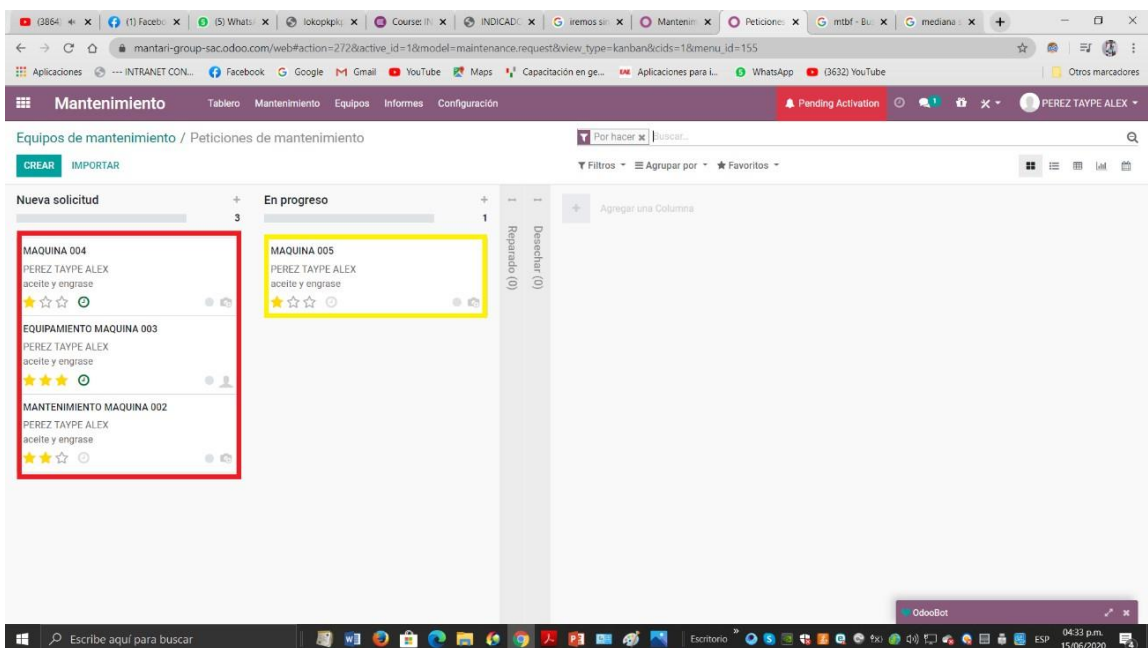 (3864)
(1) Facebo
(5) Whats
lokopkpk
Course: IN
INDICADO
iremos sin
Mantenim
Peticiones
mtbf - Bu
mediana
mantari-group-sac.odoo.com/web#action=272&active_id=1&model=maintenance.request&view_type=kanban&cids=1&menu_id=155
Aplicaciones
--- INTRANET CON...
Facebook
Google
Gmail
YouTube
Maps
Capacitación en ge...
Aplicaciones para i...
WhatsApp
(3632) YouTube
Otros marcadores
Mantenimiento
Tablero
Mantenimiento
Equipos
Informes
Configuración
Pending Activation
1
PEREZ TAYPE ALEX
Equipos de mantenimiento / Peticiones de mantenimiento
Por hacer
Buscar...
CREAR
IMPORTAR
Filtros
Agrupar por
Favoritos
Nueva solicitud
3
MAQUINA 004
PEREZ TAYPE ALEX
aceite y engrase
EQUIPAMIENTO MAQUINA 003
PEREZ TAYPE ALEX
aceite y engrase
MANTENIMIENTO MAQUINA 002
PEREZ TAYPE ALEX
aceite y engrase
En progreso
1
MAQUINA 005
PEREZ TAYPE ALEX
aceite y engrase
Reparado (0)
Desechar (0)
Agregar una Columna
OdooBot
Escribe aquí para buscar
Escritorio
ESP
04:33 p.m.
15/06/2020